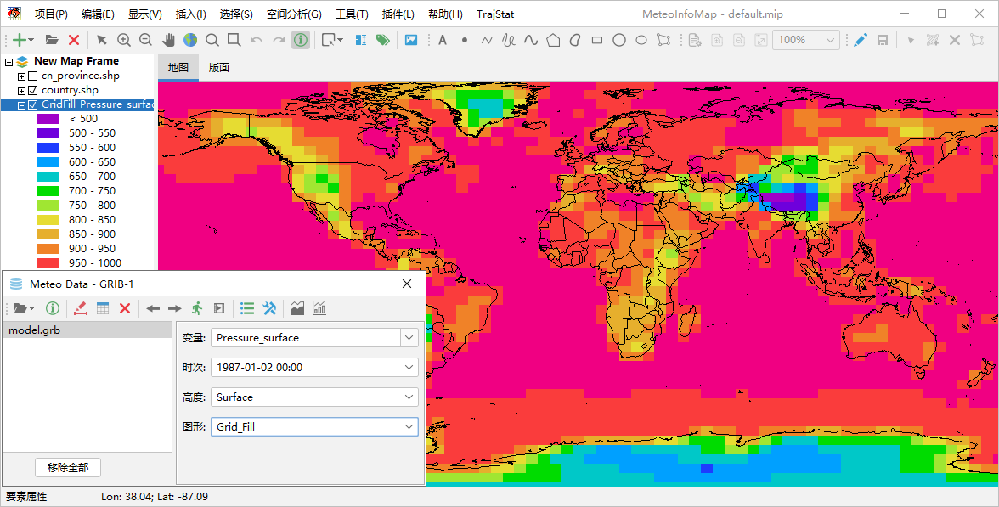 项目(P) 编辑(E) 显示(V) 插入(I) 选择(S) 空间分析(G) 工具(T) 插件(L) 帮助(H) TrajStat MeteoInfoMap - default.mip
A 100%
New Map Frame
地图 版面
cn_province.shp
country.shp
GridFill_Pressure_surfac
< 500
500 - 550
550 - 600
600 - 650
650 - 700
700 - 750
750 - 800
800 - 850
850 - 900
900 - 950
950 - 1000
Meteo Data - GRIB-1
model.grb
变量: Pressure_surface
时次: 1987-01-02 00:00
高度: Surface
图形: Grid_Fill
移除全部
要素属性 Lon: 38.04; Lat: -87.09